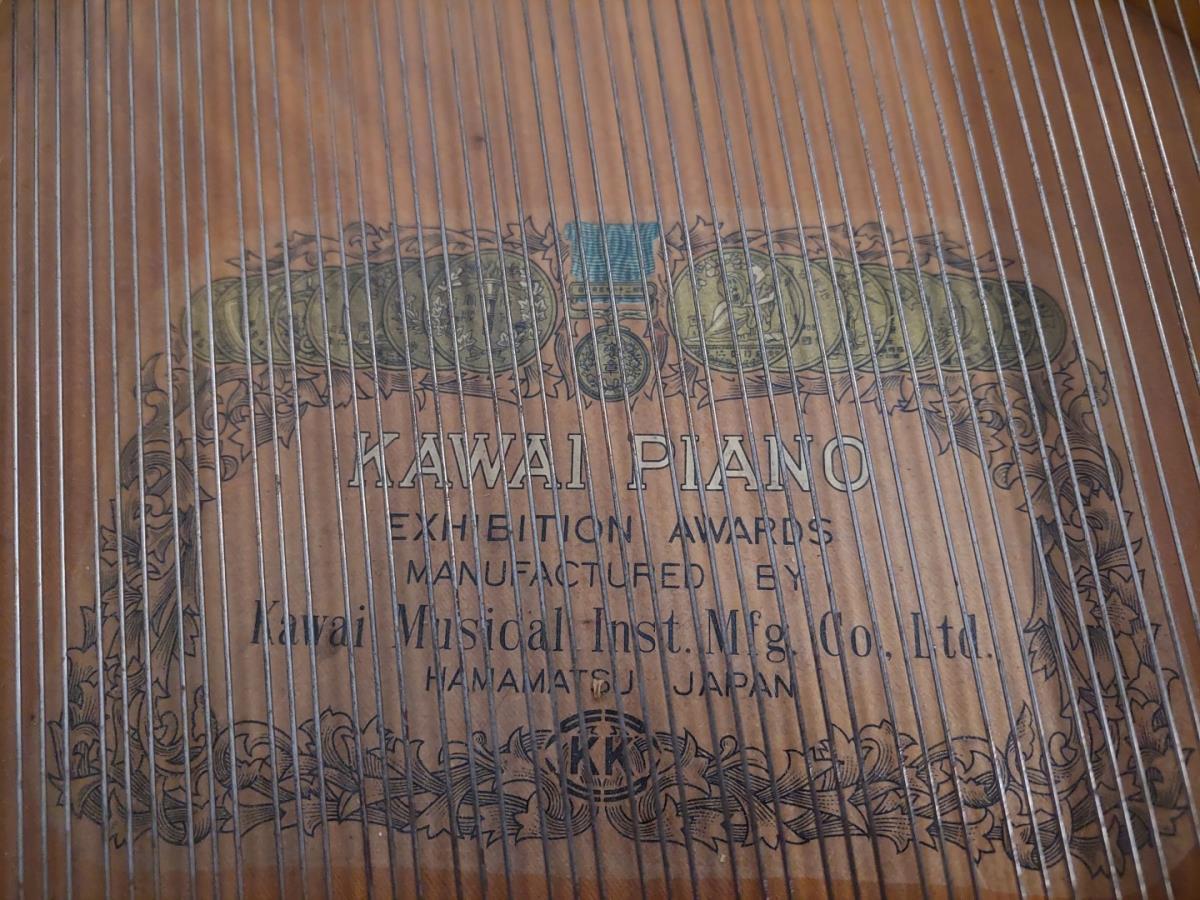 KAWAI PIANO
EXHIBITION AWARDS
MANUFACTURED BY
Kawai Musical Inst. Mfg. Co., Ltd.
HAMAMATSU JAPAN
KK